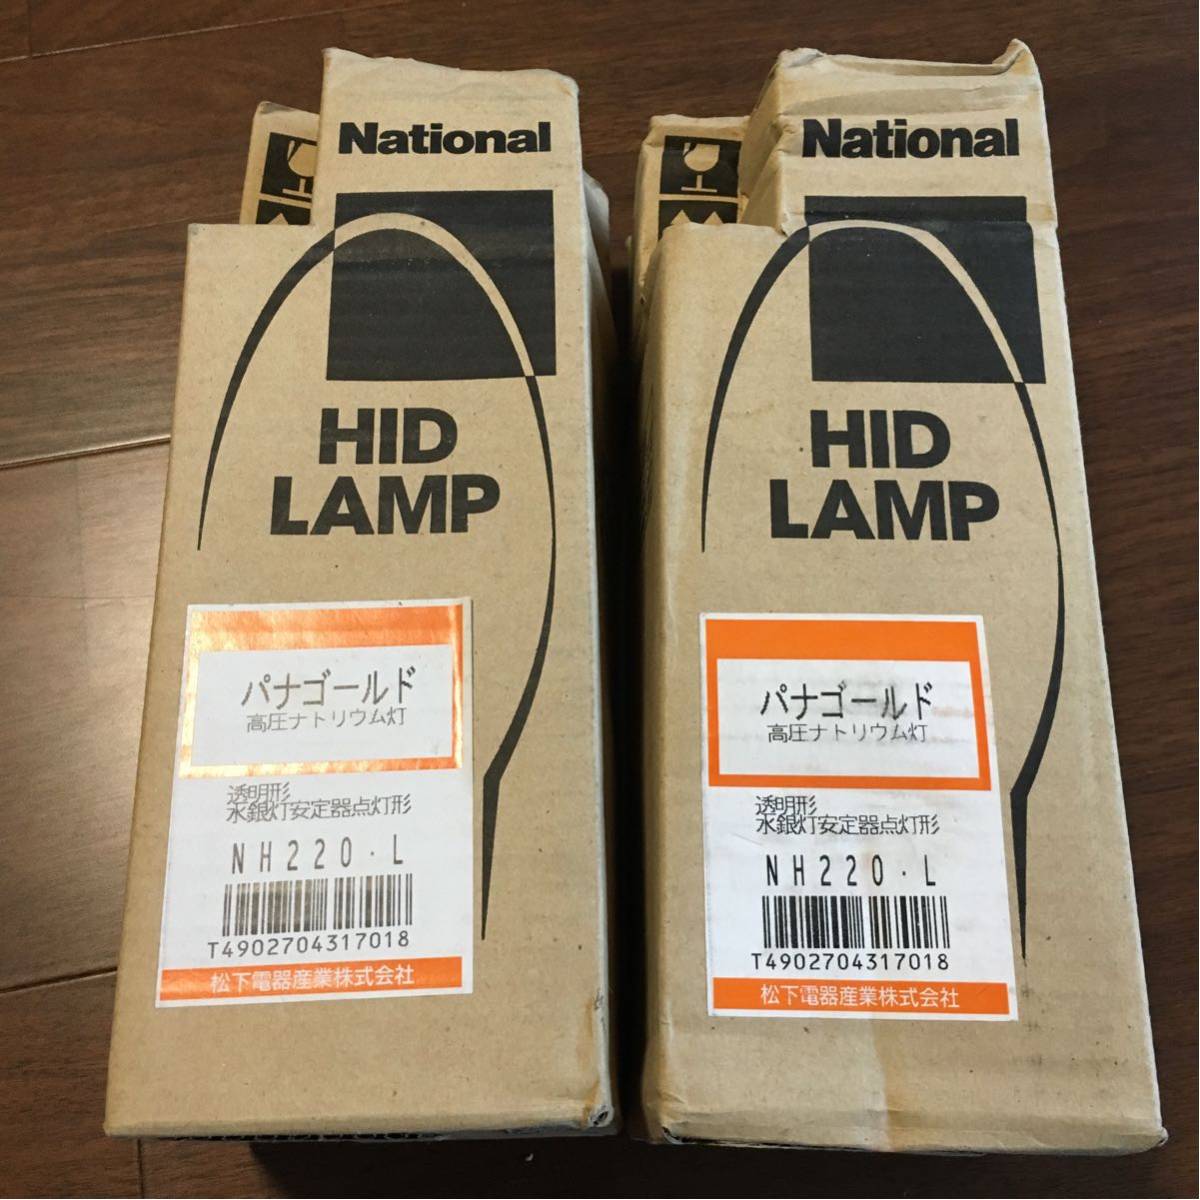 National
HID
LAMP
パナゴールド
高圧ナトリウム灯
透明形
水銀灯安定器点灯形
NH220・L
T4902704317018
松下電器産業株式会社
National
HID
LAMP
パナゴールド
高圧ナトリウム灯
透明形
水銀灯安定器点灯形
NH220・L
T4902704317018
松下電器産業株式会社